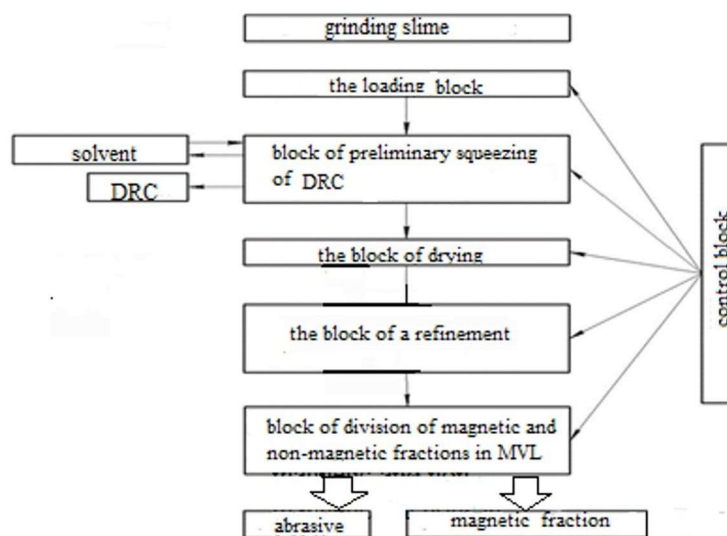 grinding slime
the loading block
solvent
block of preliminary squeezing
of DRC
DRC
the block of drying
control block
the block of a refinement
block of division of magnetic and
non-magnetic fractions in MVL
abrasive
magnetic fraction